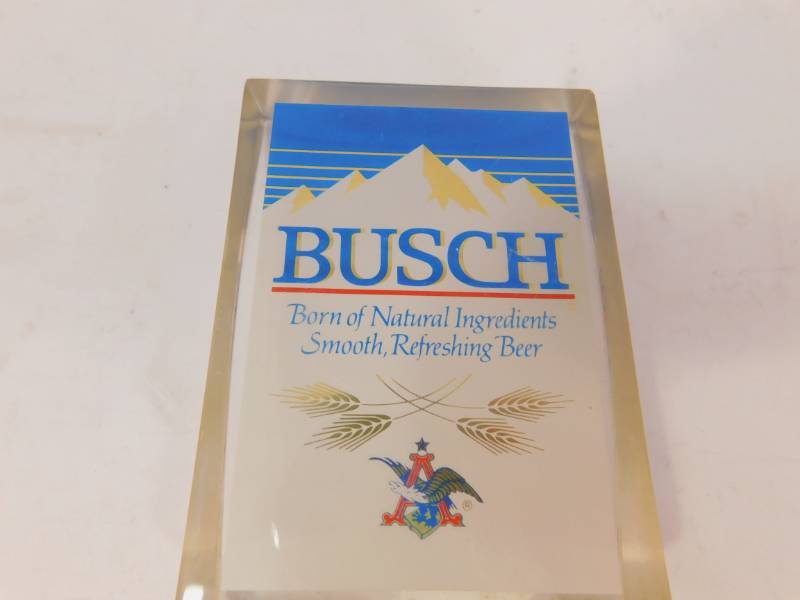 BUSCH
Born of Natural Ingredients
Smooth, Refreshing Beer
A
®